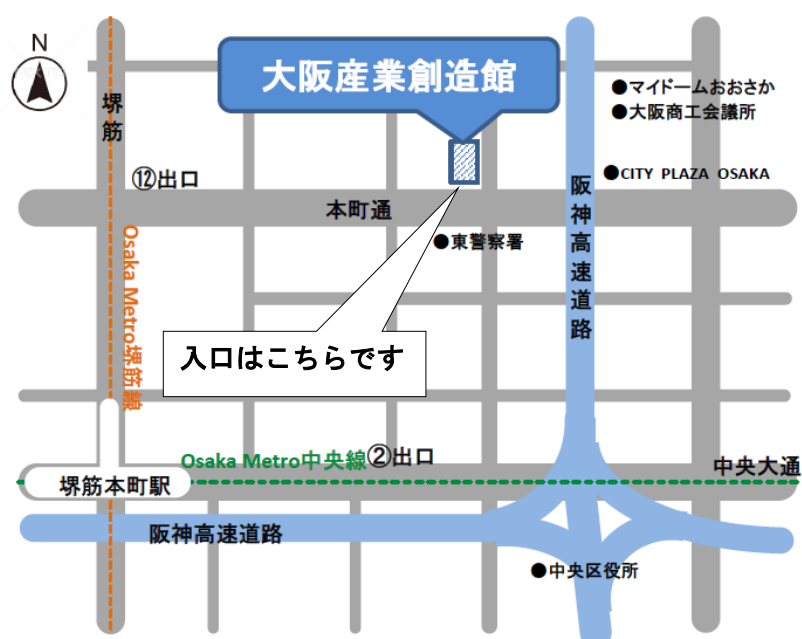 N
大阪産業創造館
●マイドームおおさか
●大阪商工会議所
堺筋
⑫出口
●CITY PLAZA OSAKA
本町通
阪神高速道路
●東警察署
Osaka Metro堺筋線
入口はこちらです
Osaka Metro中央線
②出口
中央大通
堺筋本町駅
阪神高速道路
●中央区役所